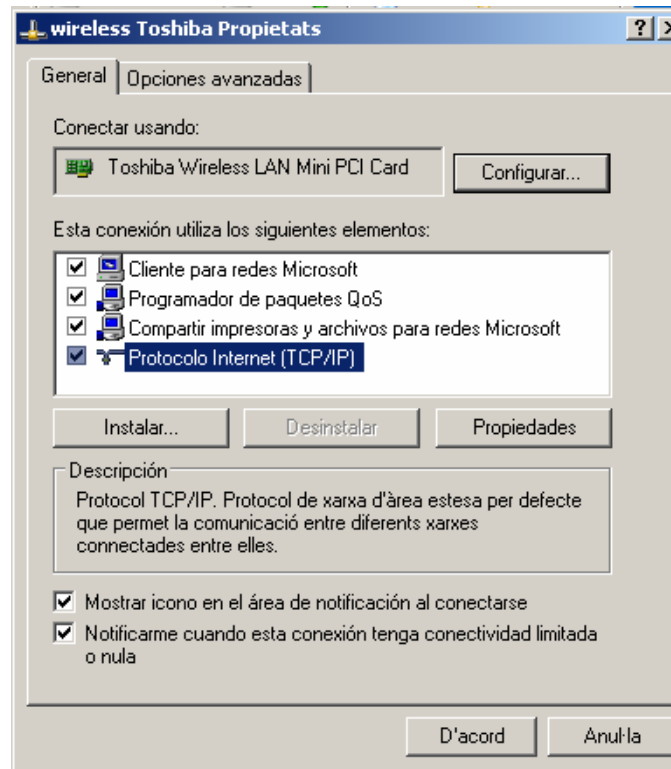 wireless Toshiba Propietats
General
Opciones avanzadas
Conectar usando:
Toshiba Wireless LAN Mini PCI Card
Configurar...
Esta conexión utiliza los siguientes elementos:
Cliente para redes Microsoft
Programador de paquetes QoS
Compartir impresoras y archivos para redes Microsoft
Protocolo Internet (TCP/IP)
Instalar...
Desinstalar
Propiedades
Descripción
Protocol TCP/IP. Protocol de xarxa d'àrea estesa per defecte
que permet la comunicació entre diferents xarxes
connectades entre elles.
Mostrar icono en el área de notificación al conectarse
Notificarme cuando esta conexión tenga conectividad limitada
o nula
D'acord
Anul·la